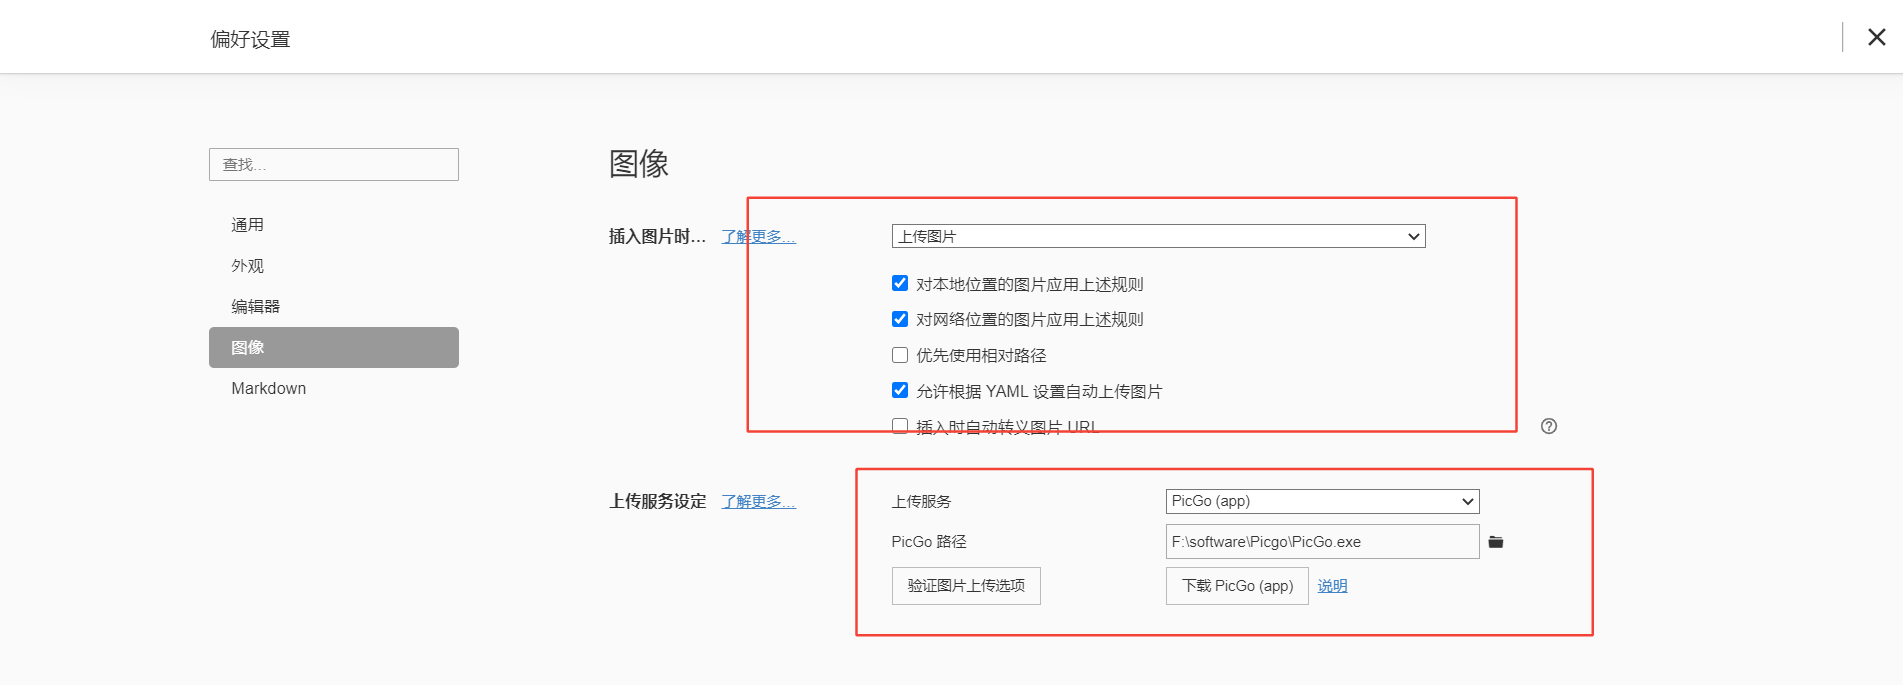 偏好设置
查找...
通用
外观
编辑器
图像
Markdown
图像
插入图片时... 了解更多...
上传图片
对本地位置的图片应用上述规则
对网络位置的图片应用上述规则
优先使用相对路径
允许根据 YAML 设置自动上传图片
插入时自动转义图片 URL
上传服务设定 了解更多...
上传服务 PicGo (app)
PicGo 路径 F:\software\Picgo\PicGo.exe
验证图片上传选项 下载 PicGo (app) 说明